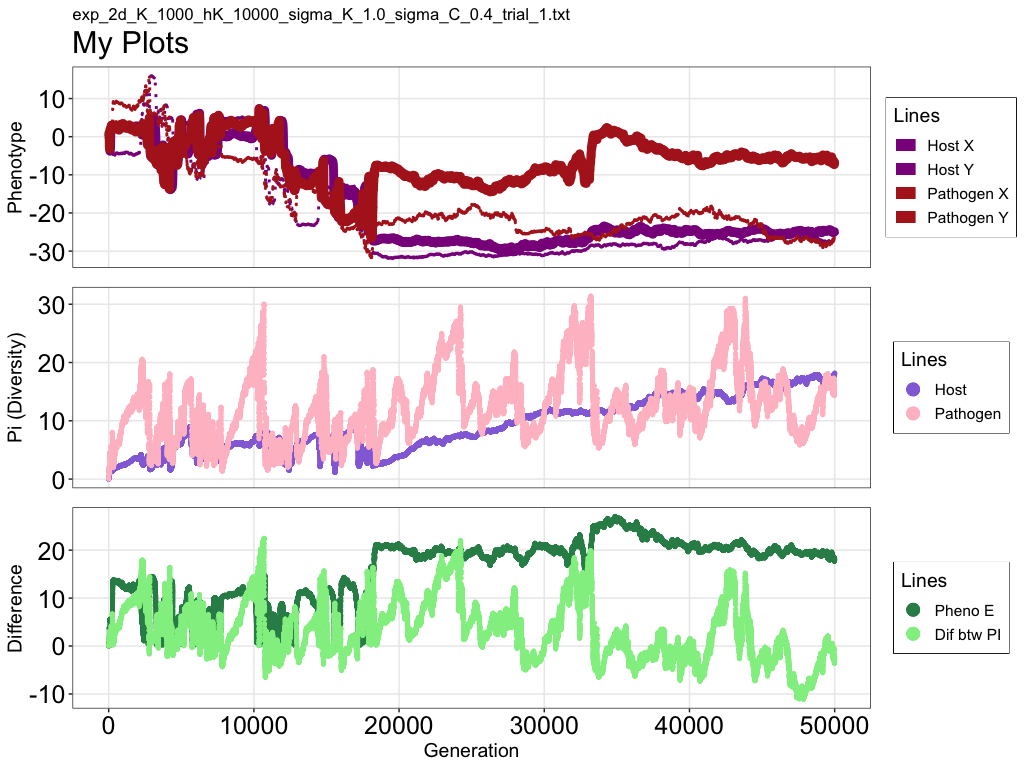 exp_2d_K_1000_hK_10000_sigma_K_1.0_sigma_C_0.4_trial_1.txt
My Plots
Phenotype
10
0
-10
-20
-30
Lines
Host X
Host Y
Pathogen X
Pathogen Y
Pi (Diversity)
30
20
10
0
Lines
Host
Pathogen
Difference
20
10
0
-10
Lines
Pheno E
Dif btw PI
0 10000 20000 30000 40000 50000
Generation